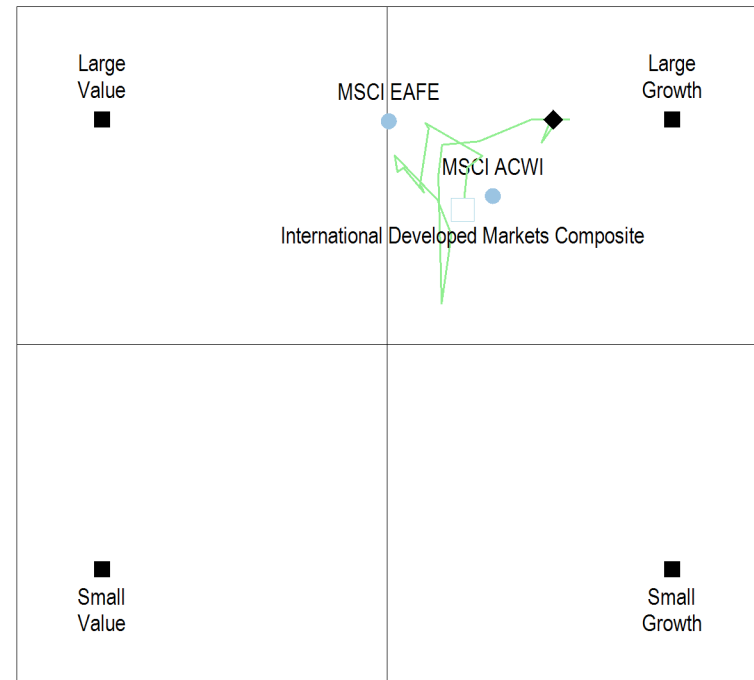 Large
Value
Large
Growth
MSCI EAFE
MSCI ACWI
International Developed Markets Composite
Small
Value
Small
Growth